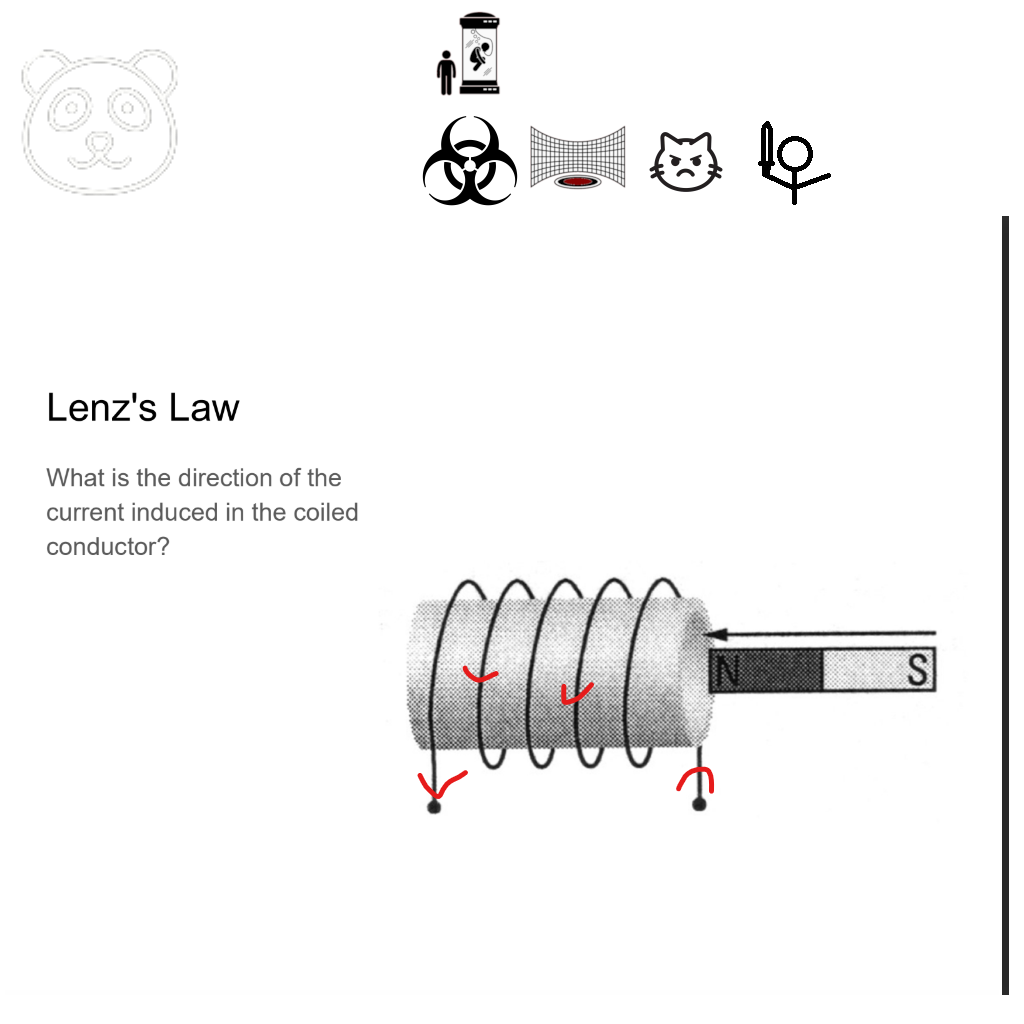 Lenz's Law
What is the direction of the
current induced in the coiled
conductor?
N S